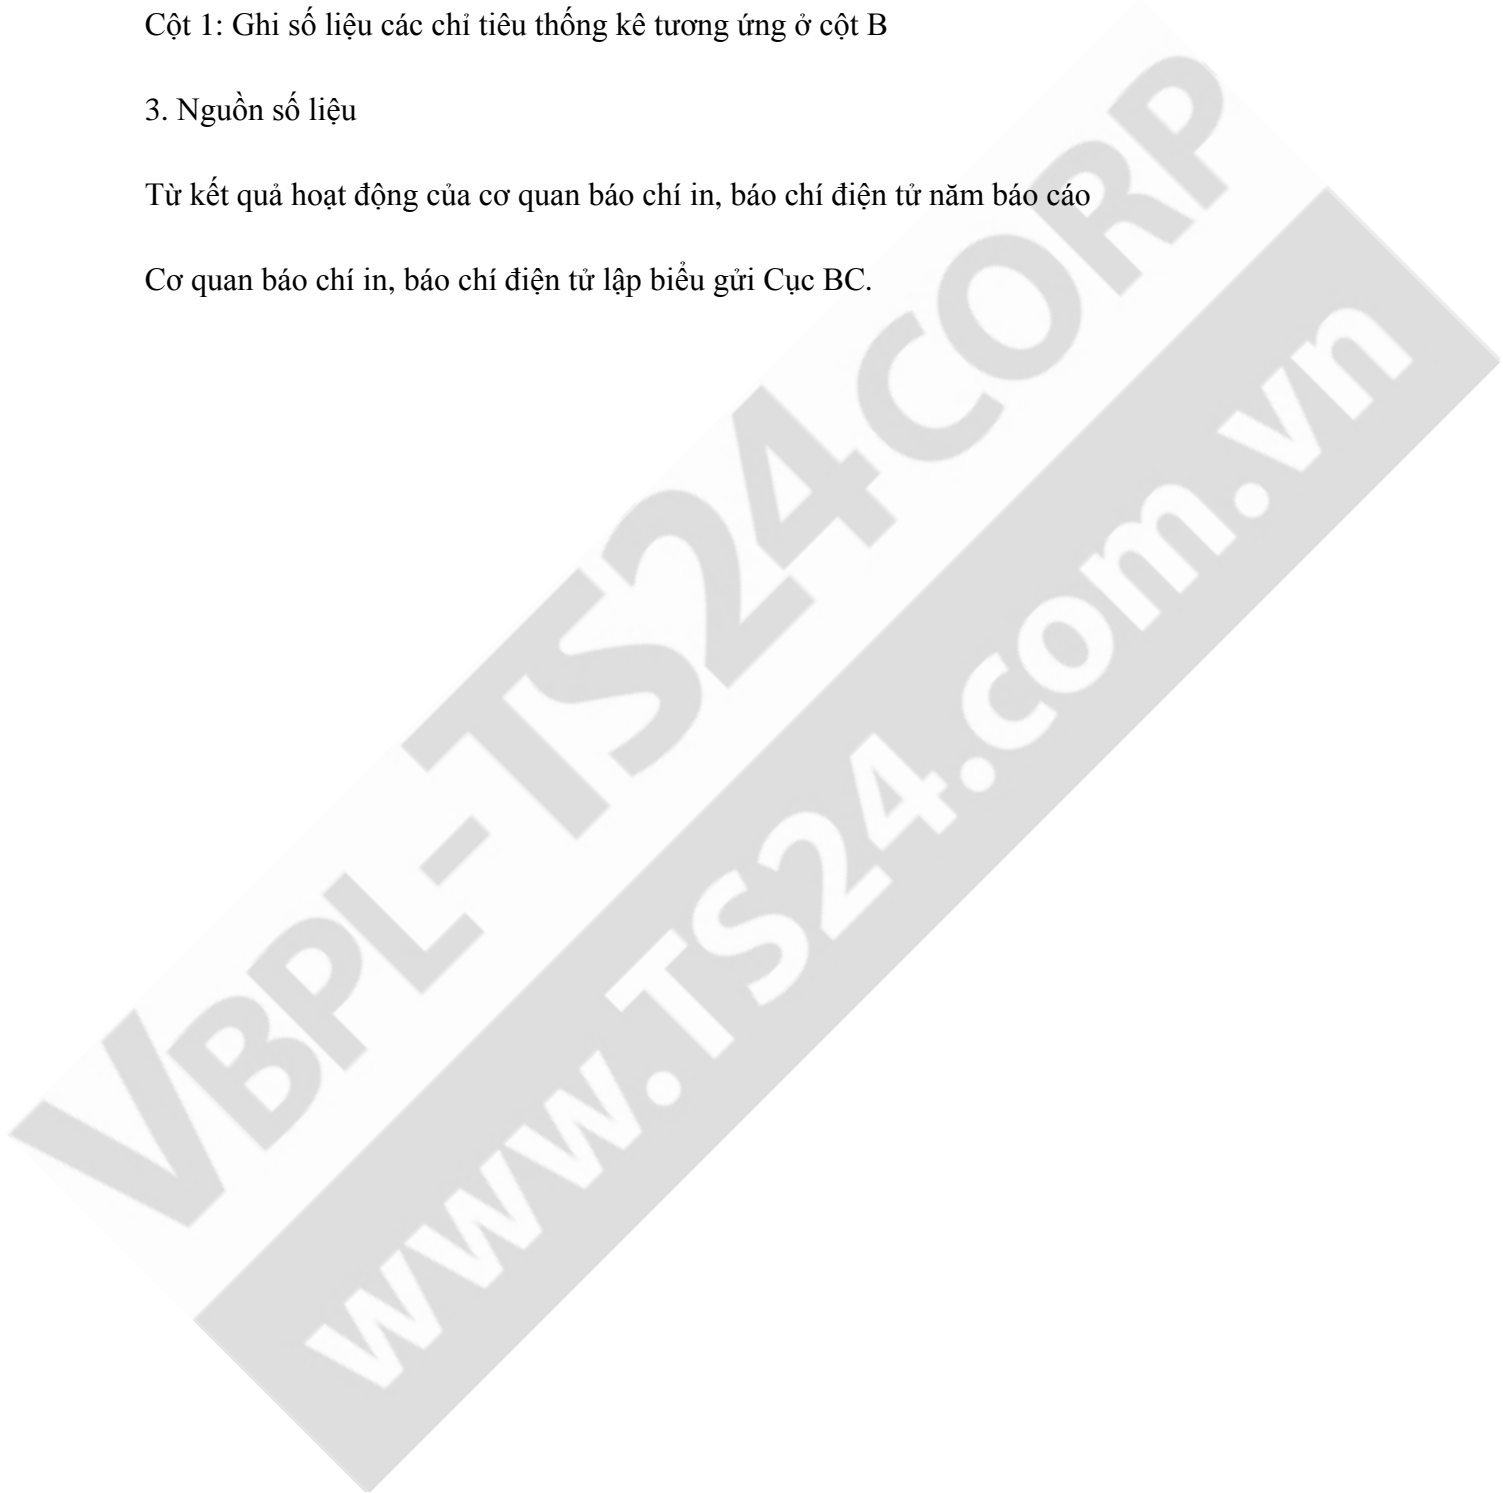 Cột 1: Ghi số liệu các chỉ tiêu thống kê tương ứng ở cột B
3. Nguồn số liệu
Từ kết quả hoạt động của cơ quan báo chí in, báo chí điện tử năm báo cáo
Cơ quan báo chí in, báo chí điện tử lập biểu gửi Cục BC.
VBPL-TS24CORP
www.TS24.com.vn